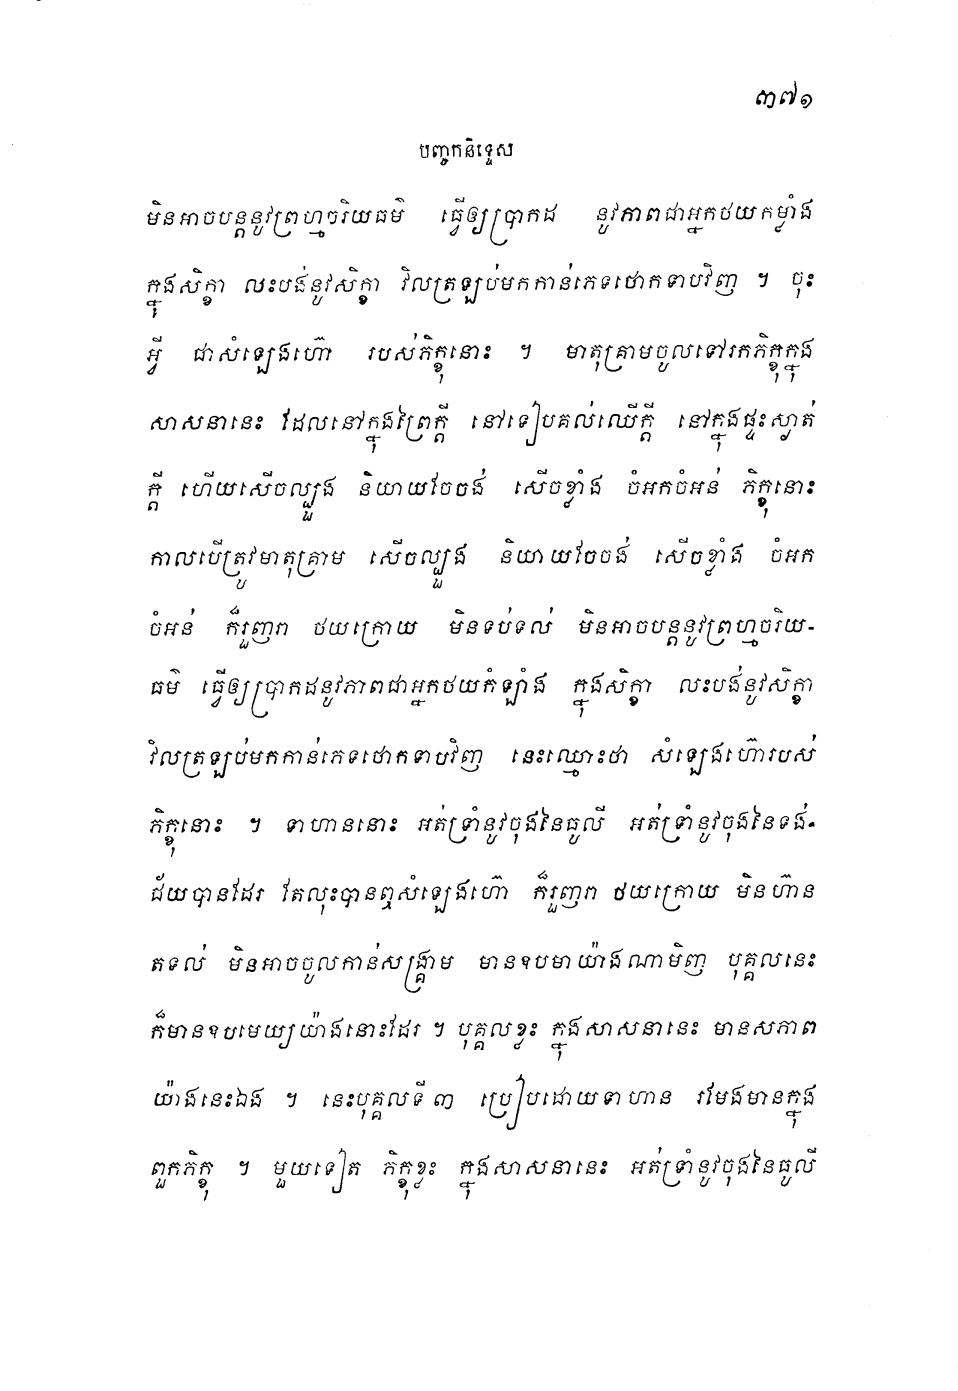 ៣៧១
បញ្ចកនិទ្ទេស
មិនអាចបន្តនូវព្រហ្មចរិយធម៌ ធ្វើឲ្យប្រាកដ នូវភាពជាអ្នកថយកម្លាំង
ក្នុងសិក្ខា លះបង់នូវសិក្ខា វិលត្រឡប់មកកាន់ភេទថោកទាបវិញ ។ ចុះ
អ្វី ជាសំឡេងហ៊ោ របស់ភិក្ខុនោះ ។ មាតុគ្រាមចូលទៅរកភិក្ខុក្នុង
សាសនានេះ ដែលនៅក្នុងព្រៃក្តី នៅទៀបគល់ឈើក្តី នៅក្នុងផ្ទះស្ងាត់
ក្តី ហើយសើចល្បួង និយាយចែចង់ សើចខ្លាំង ចំអកចំអន់ ភិក្ខុនោះ
កាលបើត្រូវមាតុគ្រាម សើចល្បួង និយាយចែចង់ សើចខ្លាំង ចំអក
ចំអន់ ក៏រួញរា ថយក្រោយ មិនទប់ទល់ មិនអាចបន្តនូវព្រហ្មចរិយ-
ធម៌ ធ្វើឲ្យប្រាកដនូវភាពជាអ្នកថយកំឡាំង ក្នុងសិក្ខា លះបង់នូវសិក្ខា
វិលត្រឡប់មកកាន់ភេទថោកទាបវិញ នេះឈ្មោះថា សំឡេងហ៊ោរបស់
ភិក្ខុនោះ ។ ទាហាននោះ អត់ទ្រាំនូវចុងនៃធូលី អត់ទ្រាំនូវចុងនៃទង់-
ជ័យបានដែរ តែលុះបានឮសំឡេងហ៊ោ ក៏រួញរា ថយក្រោយ មិនហ៊ាន
តទល់ មិនអាចចូលកាន់សង្គ្រាម មានឧបមាយ៉ាងណាមិញ បុគ្គលនេះ
ក៏មានឧបមេយ្យយ៉ាងនោះដែរ ។ បុគ្គលខ្លះ ក្នុងសាសនានេះ មានសភាព
យ៉ាងនេះឯង ។ នេះបុគ្គលទី ៣ ប្រៀបដោយទាហាន រមែងមានក្នុង
ពួកភិក្ខុ ។ មួយទៀត ភិក្ខុខ្លះ ក្នុងសាសនានេះ អត់ទ្រាំនូវចុងនៃធូលី